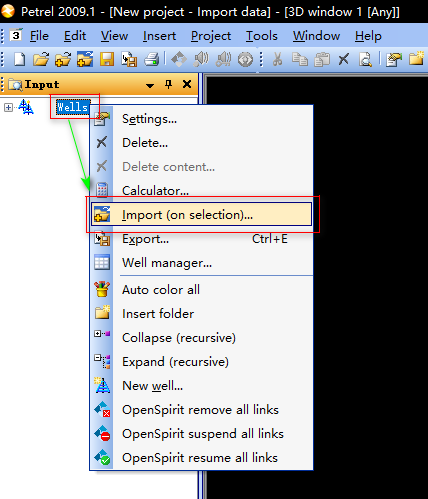 Petrel 2009.1 - [New project - Import data] - [3D window 1 [Any]]
3 File Edit View Insert Project Tools Window Help
Input
Wells
Settings...
Delete...
Delete content...
Calculator...
Import (on selection)...
Export... Ctrl+E
Well manager...
Auto color all
Insert folder
Collapse (recursive)
Expand (recursive)
New well...
OpenSpirit remove all links
OpenSpirit suspend all links
OpenSpirit resume all links